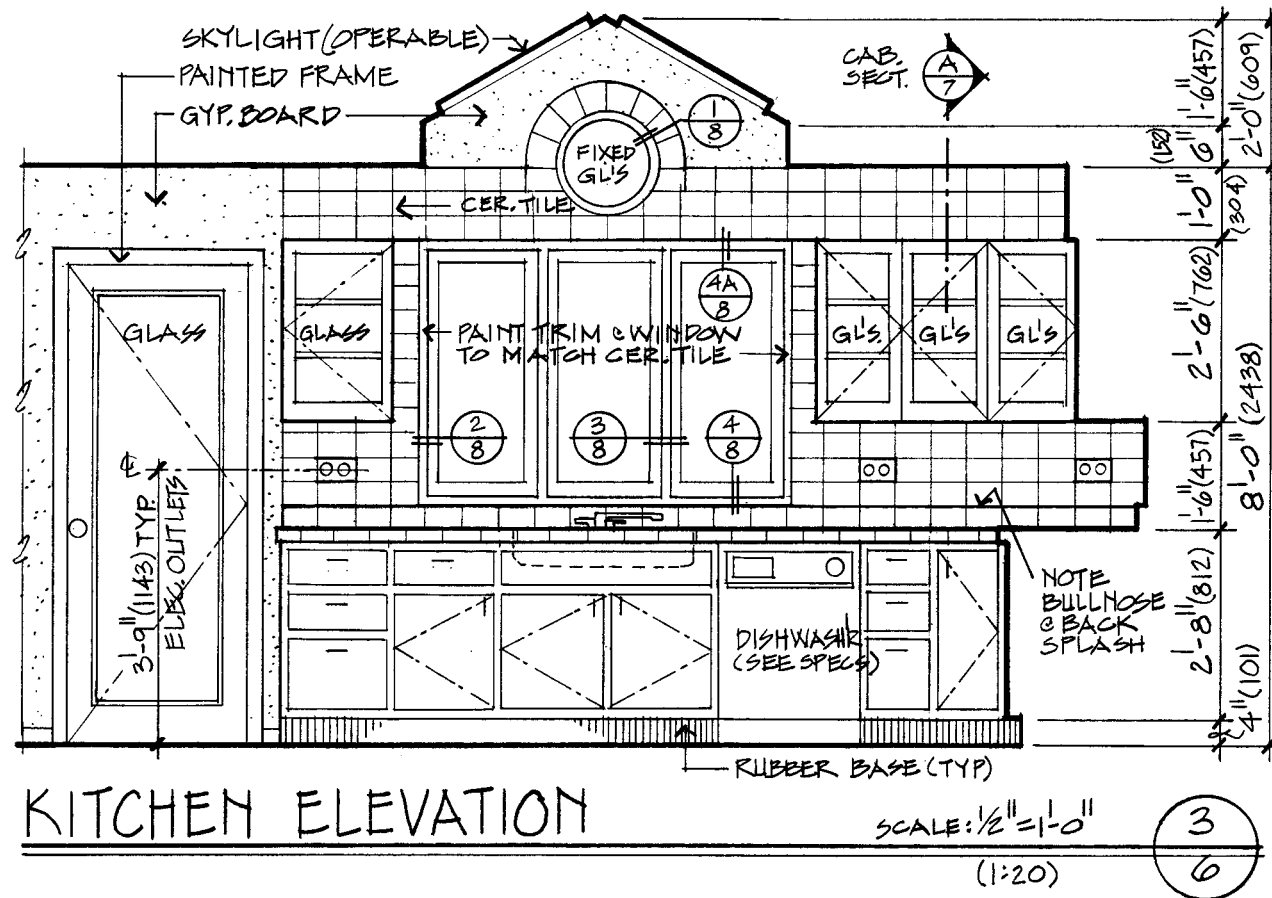 SKYLIGHT (OPERABLE)
PAINTED FRAME
GYP. BOARD
CAB.
SECT.
A
7
1
8
FIXED
GL'S
CER. TILE
GLASS
GLASS
PAINT TRIM & WINDOW
TO MATCH CER. TILE
4A
8
GL'S.
GL'S
GL'S
2
8
3
8
4
8
℄
3'-9" (1143) TYP.
ELEC. OUTLETS
DISHWASHR
(SEE SPECS)
NOTE
BULLNOSE
@ BACK
SPLASH
RUBBER BASE (TYP)
1'-6" (457)
2'-0" (609)
6"
(152)
1'-0"
(304)
2'-6" (762)
8'-0" (2438)
1'-6" (457)
2'-8" (812)
4" (101)
KITCHEN ELEVATION
SCALE: 1/2" = 1'-0"
(1:20)
3
6